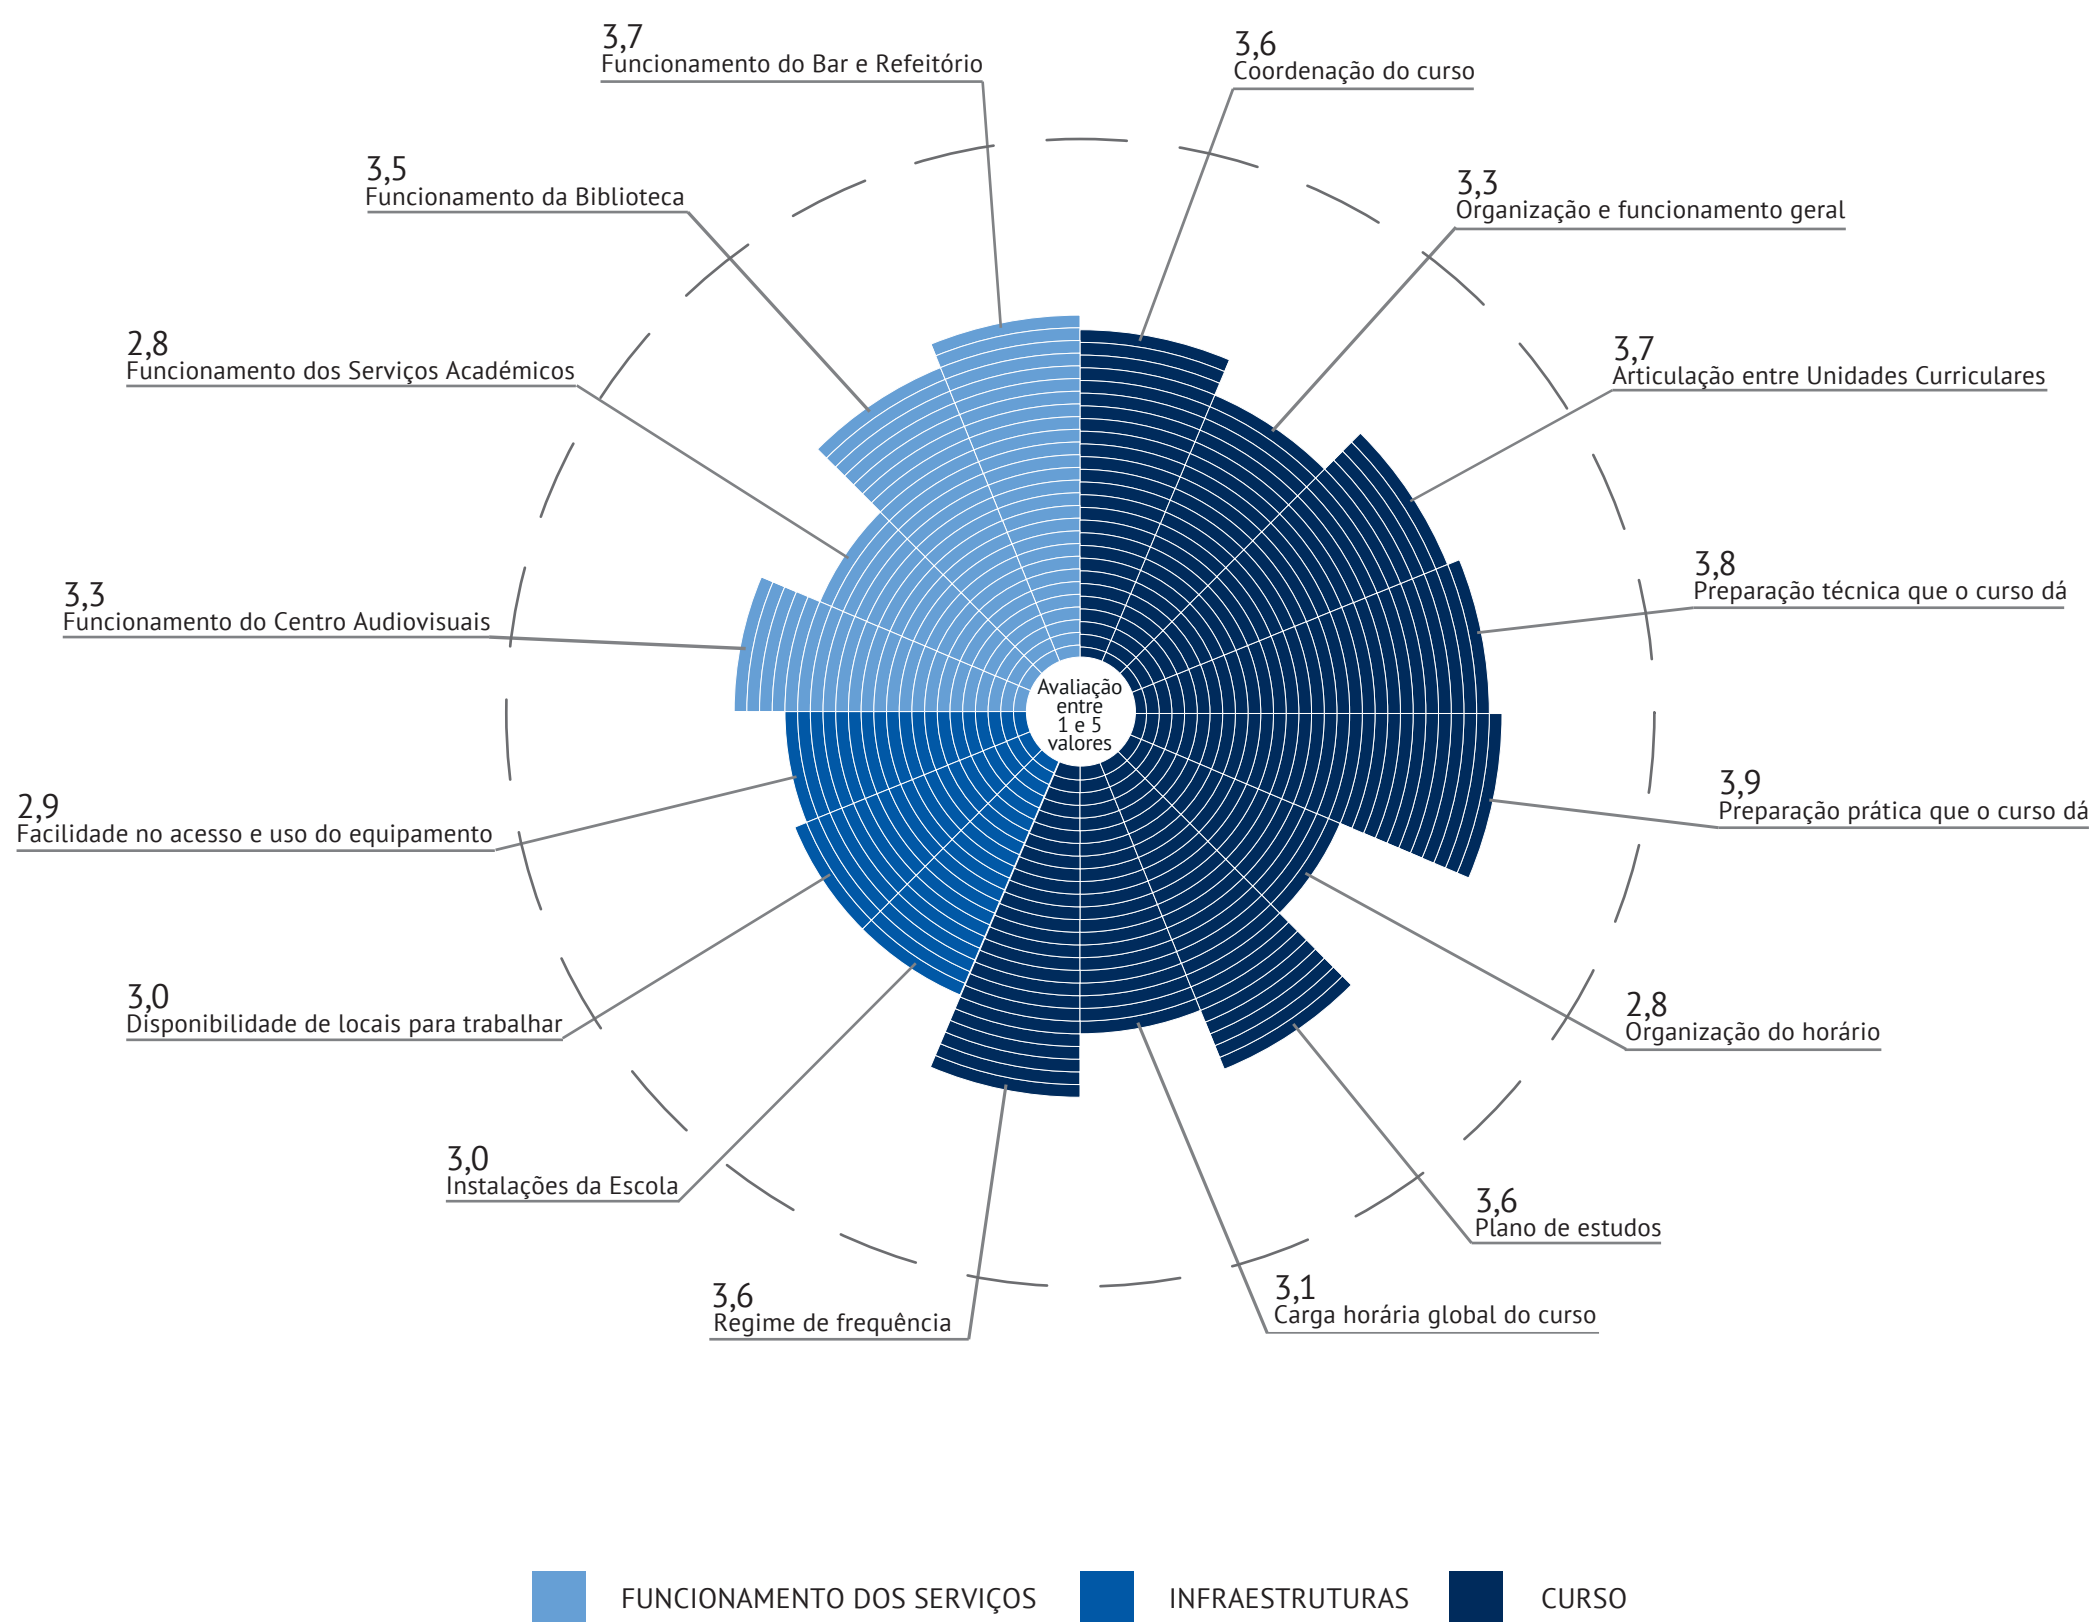 3,7
Funcionamento do Bar e Refeitório
3,6
Coordenação do curso
3,5
Funcionamento da Biblioteca
3,3
Organização e funcionamento geral
2,8
Funcionamento dos Serviços Académicos
3,7
Articulação entre Unidades Curriculares
3,8
Preparação técnica que o curso dá
3,3
Funcionamento do Centro Audiovisuais
Avaliação
entre
1 e 5
valores
3,9
Preparação prática que o curso dá
2,9
Facilidade no acesso e uso do equipamento
3,0
Disponibilidade de locais para trabalhar
2,8
Organização do horário
3,0
Instalações da Escola
3,6
Plano de estudos
3,6
Regime de frequência
3,1
Carga horária global do curso
FUNCIONAMENTO DOS SERVIÇOS
INFRAESTRUTURAS
CURSO